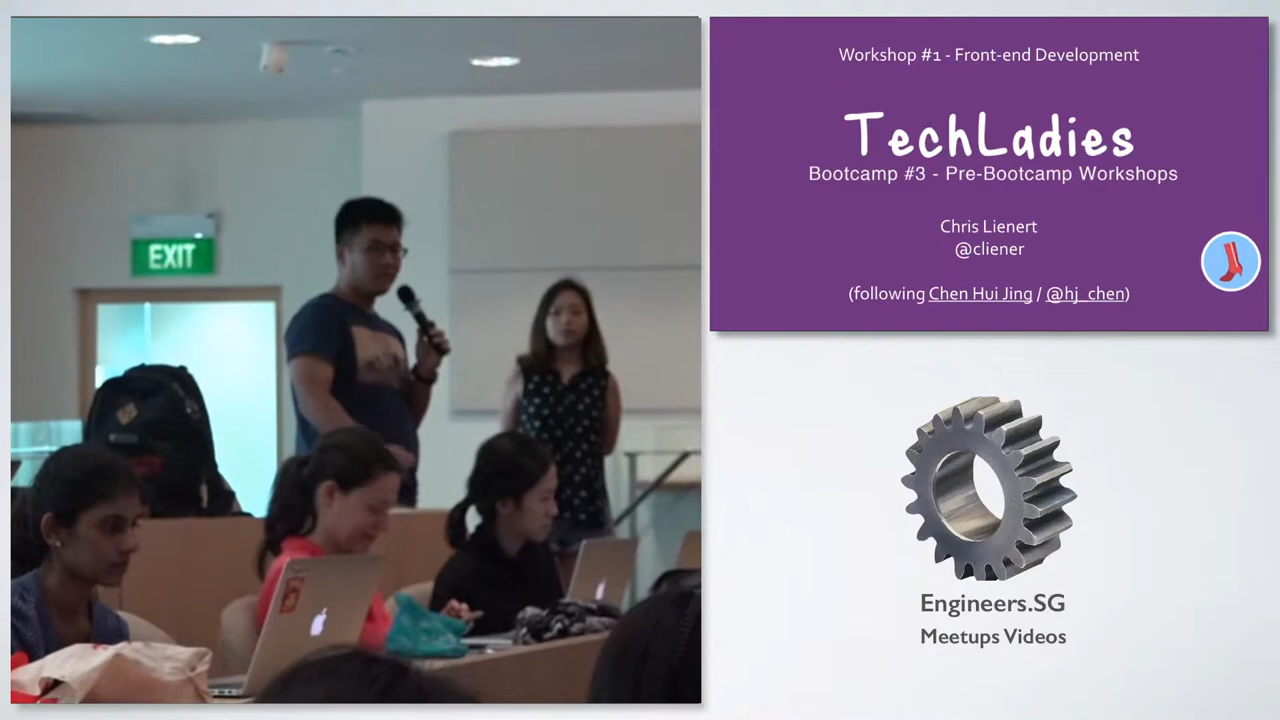 EXIT
Workshop #1 - Front-end Development
TechLadies
Bootcamp #3 - Pre-Bootcamp Workshops
Chris Lienert
@cliener
(following Chen Hui Jing / @hj_chen)
Engineers.SG
Meetups Videos